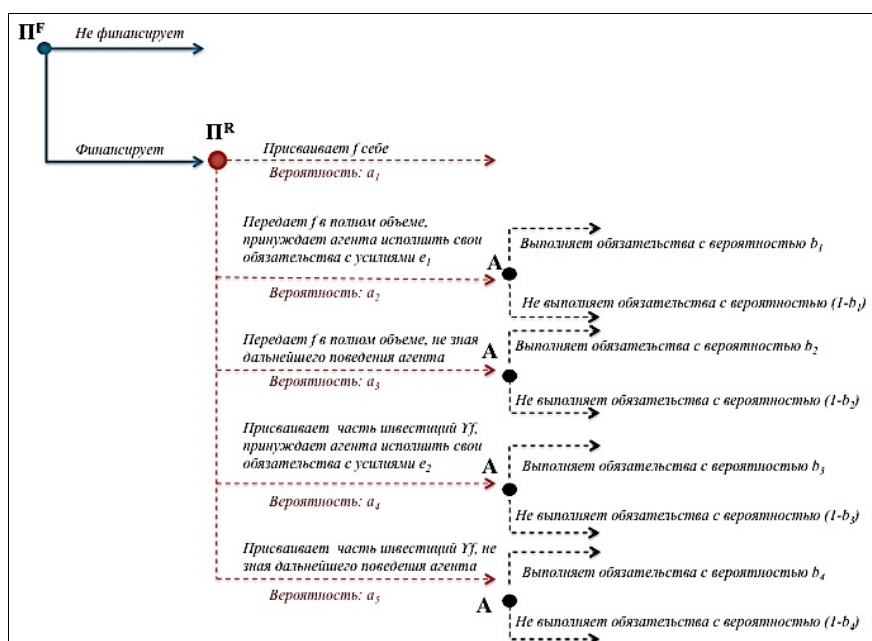 Π^F
Не финансирует
Финансирует
Π^R
Присваивает f себе
Вероятность: a₁
Передает f в полном объеме,
принуждает агента исполнить свои
обязательства с усилиями e₁
Вероятность: a₂
A
Выполняет обязательства с вероятностью b₁
Не выполняет обязательства с вероятностью (1-b₁)
Передает f в полном объеме, не зная
дальнейшего поведения агента
Вероятность: a₃
A
Выполняет обязательства с вероятностью b₂
Не выполняет обязательства с вероятностью (1-b₂)
Присваивает часть инвестиций Yf,
принуждает агента исполнить свои
обязательства с усилиями e₂
Вероятность: a₄
A
Выполняет обязательства с вероятностью b₃
Не выполняет обязательства с вероятностью (1-b₃)
Присваивает часть инвестиций Yf, не
зная дальнейшего поведения агента
Вероятность: a₅
A
Выполняет обязательства с вероятностью b₄
Не выполняет обязательства с вероятностью (1-b₄)